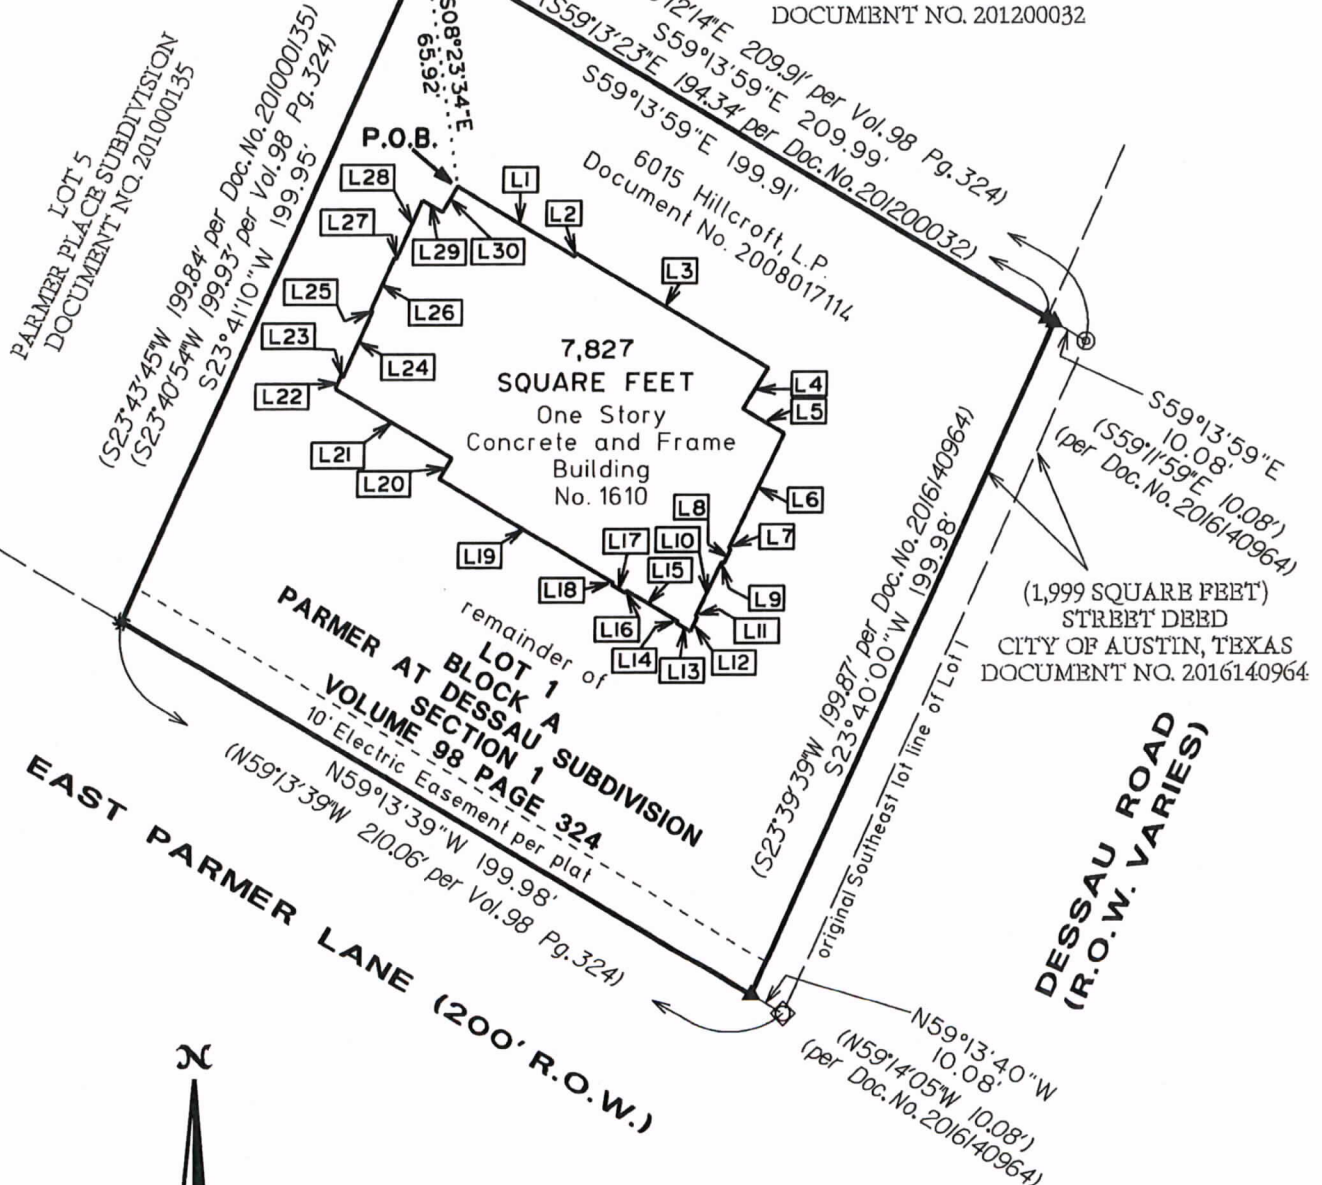 DOCUMENT NO. 201200032
12'14"E 209.91' per Vol.98 Pg.324)
S59°13'59"E 209.99'
(S59°13'23"E 194.34' per Doc.No.201200032)
S59°13'59"E 199.91'
S08°23'34"E
65.92'
6015 Hillcroft, L.P.
Document No. 2008017114
LOT 5
PARMER PLACE SUBDIVISION
DOCUMENT NO. 201000135
(S23°43'45"W 199.84' per Doc.No.201000135)
(S23°40'54"W 199.93' per Vol.98 Pg.324)
S23°41'10"W 199.95'
P.O.B.
L1
L2
L3
L28
L27
L29
L30
L25
L26
L23
L24
L22
L21
L20
L4
L5
L6
L8
L7
L17
L10
L15
L19
L18
L9
L16
L11
L14
L13
L12
7,827
SQUARE FEET
One Story
Concrete and Frame
Building
No. 1610
S59°13'59"E
10.08'
(S59°11'59"E 10.08')
(per Doc.No.2016140964)
(1,999 SQUARE FEET)
STREET DEED
CITY OF AUSTIN, TEXAS
DOCUMENT NO. 2016140964
(S23°39'39"W 199.87' per Doc.No.2016140964)
S23°40'00"W 199.98'
original Southeast lot line of Lot 1
remainder of
LOT 1
BLOCK A
PARMER AT DESSAU SUBDIVISION
SECTION 1
VOLUME 98 PAGE 324
10' Electric Easement per plat
N59°13'39"W 199.98'
(N59°13'39"W 210.06' per Vol.98 Pg.324)
EAST PARMER LANE (200' R.O.W.)
DESSAU ROAD
(R.O.W. VARIES)
N59°13'40"W
10.08'
(N59°14'05"W 10.08')
(per Doc.No.2016140964)
N